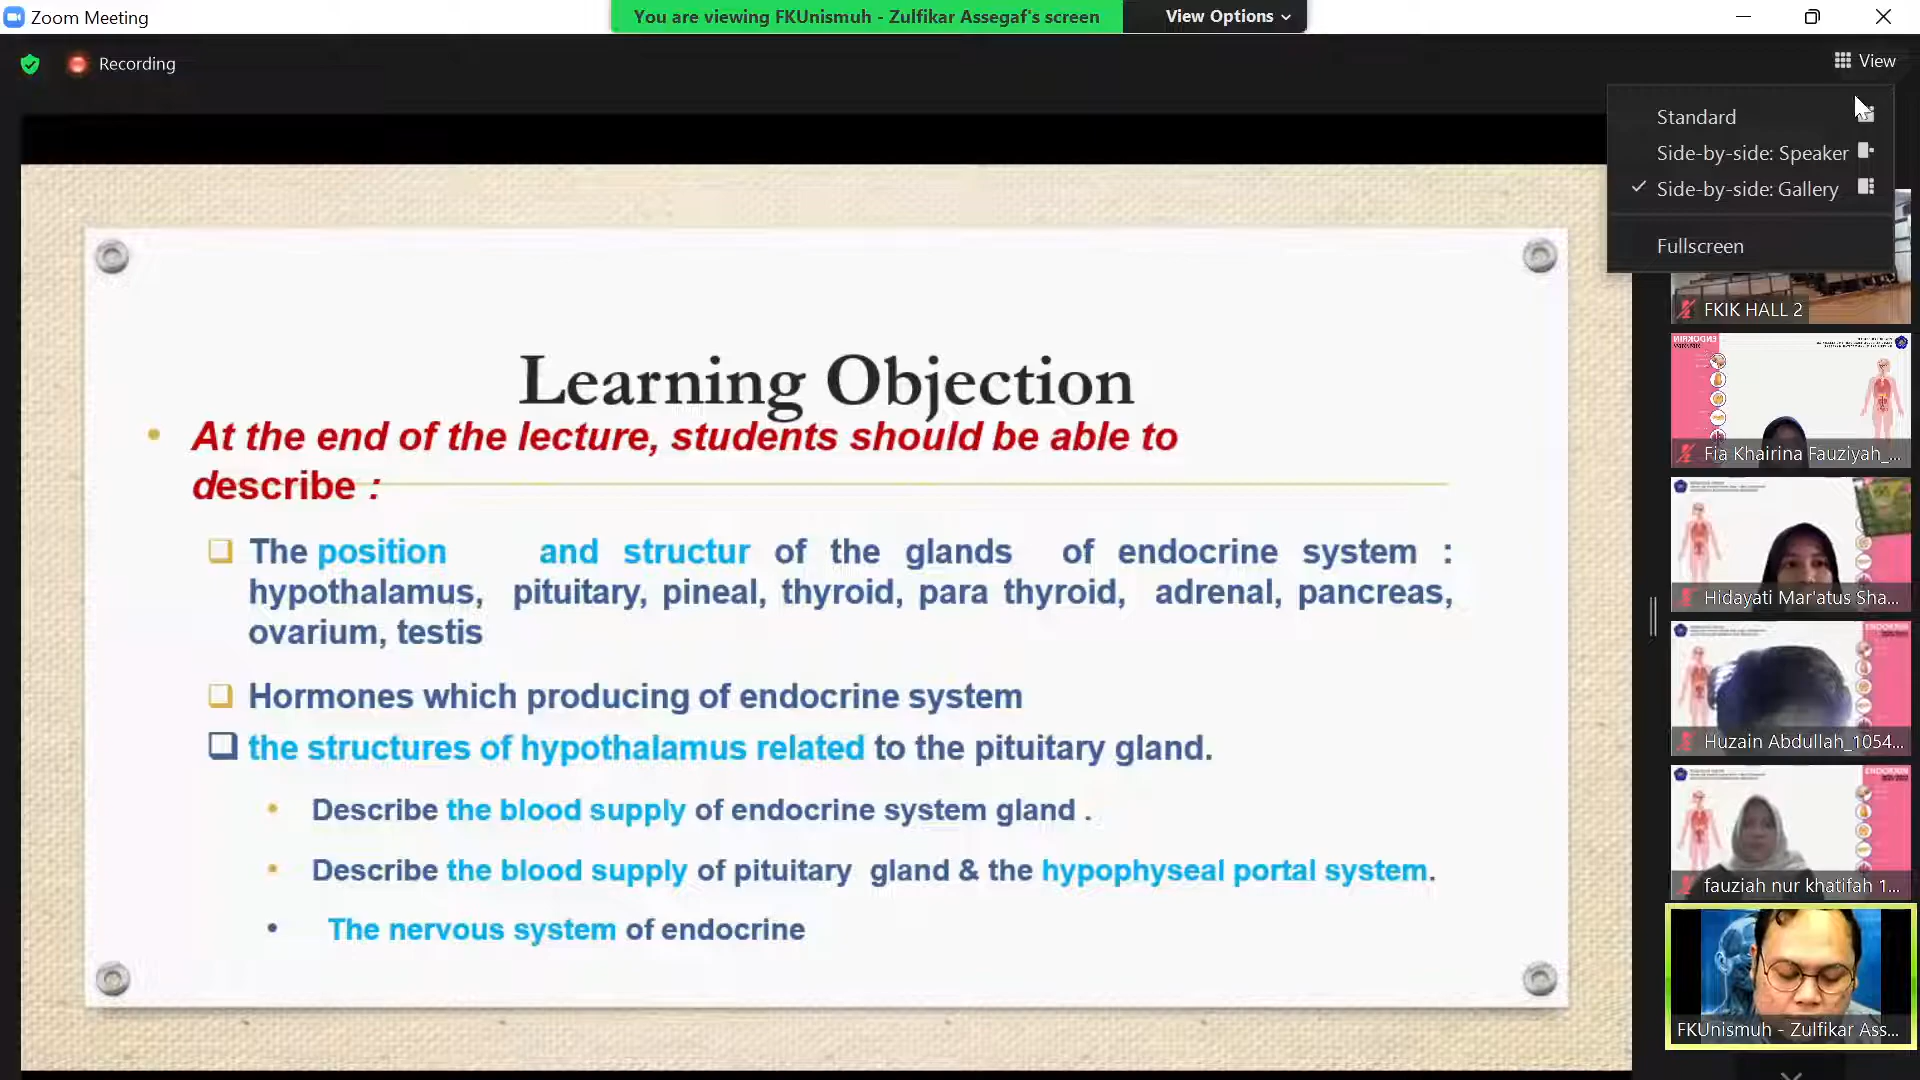 Zoom Meeting
You are viewing FKUnismuh - Zulfikar Assegaf's screen
View Options
Recording
View
Standard
Side-by-side: Speaker
Side-by-side: Gallery
Fullscreen
Learning Objection
At the end of the lecture, students should be able to
describe :
The position and structur of the glands of endocrine system :
hypothalamus, pituitary, pineal, thyroid, para thyroid, adrenal, pancreas,
ovarium, testis
Hormones which producing of endocrine system
the structures of hypothalamus related to the pituitary gland.
Describe the blood supply of endocrine system gland .
Describe the blood supply of pituitary gland & the hypophyseal portal system.
The nervous system of endocrine
FKIK HALL 2
ENDOKRIN
Fia Khairina Fauziyah_...
Hidayati Mar'atus Sha...
ENDOKRIN
Huzain Abdullah_1054...
ENDOKRIN
fauziah nur khatifah 1...
FKUnismuh - Zulfikar Ass...